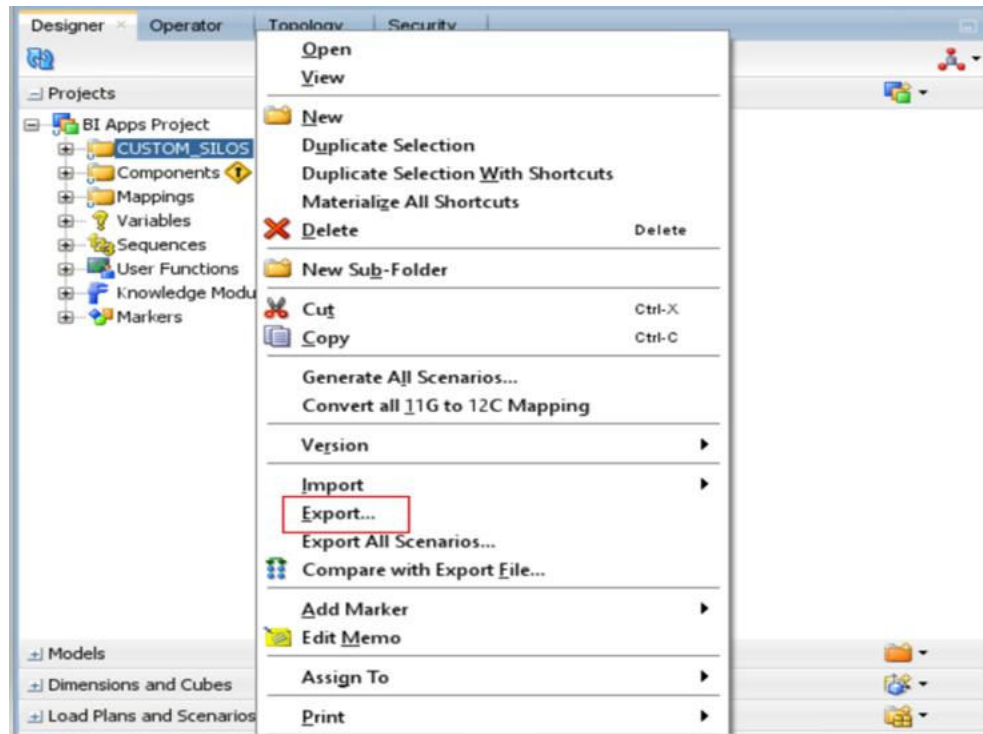 Designer Operator Topology Security
Projects
BI Apps Project
CUSTOM_SILOS
Components
Mappings
Variables
Sequences
User Functions
Knowledge Modu
Markers
Models
Dimensions and Cubes
Load Plans and Scenarios
Open
View
New
Duplicate Selection
Duplicate Selection With Shortcuts
Materialize All Shortcuts
Delete Delete
New Sub-Folder
Cut Ctrl-X
Copy Ctrl-C
Generate All Scenarios...
Convert all 11G to 12C Mapping
Version
Import
Export...
Export All Scenarios...
Compare with Export File...
Add Marker
Edit Memo
Assign To
Print